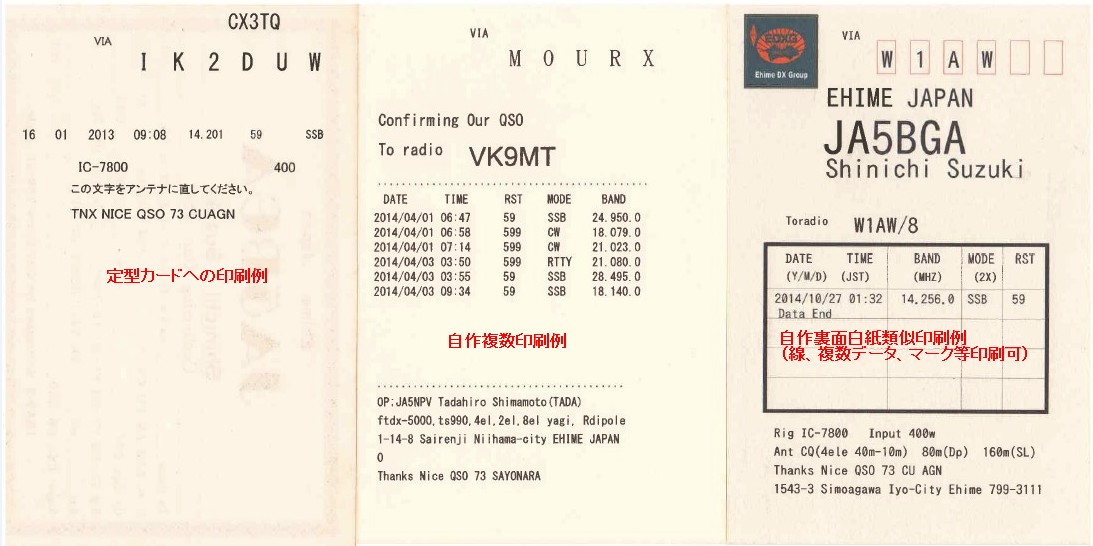 CX3TQ
VIA
I K 2 D U W
16 01 2013 09:08 14.201 59 SSB
IC-7800 400
この文字をアンテナに直してください。
TNX NICE QSO 73 CUAGN
定型カードへの印刷例
VIA
M O U R X
Confirming Our QSO
To radio VK9MT
DATE TIME RST MODE BAND
2014/04/01 06:47 59 SSB 24.950.0
2014/04/01 06:58 599 CW 18.079.0
2014/04/01 07:14 599 CW 21.023.0
2014/04/03 03:50 599 RTTY 21.080.0
2014/04/03 03:55 59 SSB 28.495.0
2014/04/03 09:34 59 SSB 18.140.0
自作複数印刷例
OP:JA5NPV Tadahiro Shimamoto(TADA)
ftdx-5000,ts990,4el,2el,8el yagi, Rdipole
1-14-8 Sairenji Niihama-city EHIME JAPAN
0
Thanks Nice QSO 73 SAYONARA
EDXG
Ehime DX Group
VIA
W 1 A W
EHIME JAPAN
JA5BGA
Shinichi Suzuki
Toradio W1AW/8
DATE TIME BAND MODE RST
(Y/M/D) (JST) (MHZ) (2X)
2014/10/27 01:32 14.256.0 SSB 59
Data End
自作裏面白紙類似印刷例
(線、複数データ、マーク等印刷可)
Rig IC-7800 Input 400w
Ant CQ(4ele 40m-10m) 80m(Dp) 160m(SL)
Thanks Nice QSO 73 CU AGN
1543-3 Simoagawa Iyo-City Ehime 799-3111